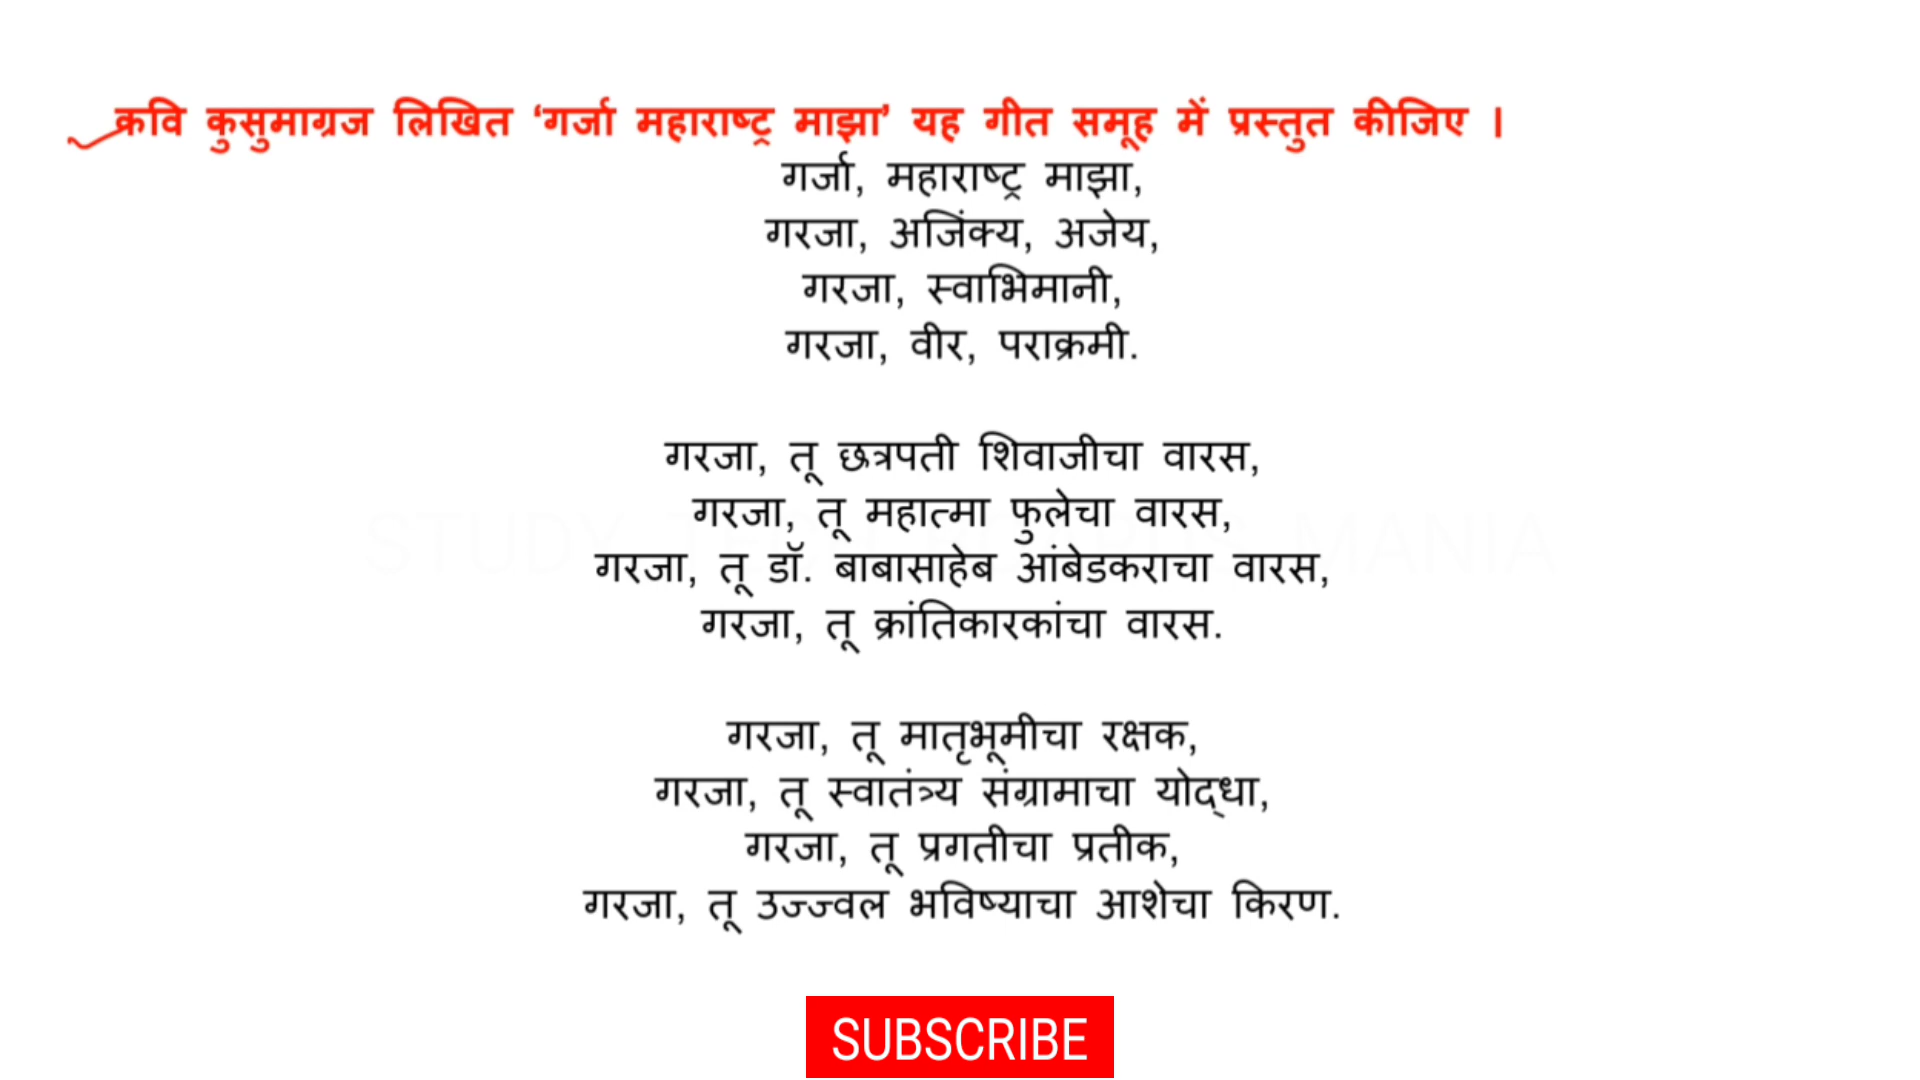 कवि कुसुमाग्रज लिखित ‘गर्जा महाराष्ट्र माझा’ यह गीत समूह में प्रस्तुत कीजिए ।
गर्जा, महाराष्ट्र माझा,
गरजा, अजिंक्य, अजेय,
गरजा, स्वाभिमानी,
गरजा, वीर, पराक्रमी.
गरजा, तू छत्रपती शिवाजीचा वारस,
गरजा, तू महात्मा फुलेचा वारस,
गरजा, तू डॉ. बाबासाहेब आंबेडकराचा वारस,
गरजा, तू क्रांतिकारकांचा वारस.
गरजा, तू मातृभूमीचा रक्षक,
गरजा, तू स्वातंत्र्य संग्रामाचा योद्‌धा,
गरजा, तू प्रगतीचा प्रतीक,
गरजा, तू उज्ज्वल भविष्याचा आशेचा किरण.
SUBSCRIBE